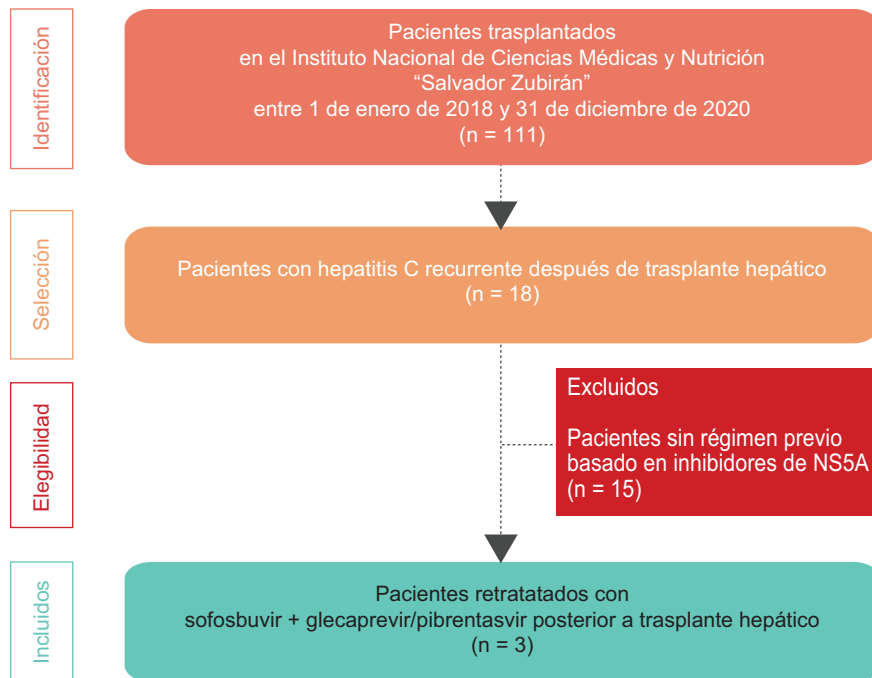 Identificación
Pacientes trasplantados
en el Instituto Nacional de Ciencias Médicas y Nutrición
“Salvador Zubirán”
entre 1 de enero de 2018 y 31 de diciembre de 2020
(n = 111)
Selección
Pacientes con hepatitis C recurrente después de trasplante hepático
(n = 18)
Elegibilidad
Excluidos
Pacientes sin régimen previo
basado en inhibidores de NS5A
(n = 15)
Incluidos
Pacientes retratatados con
sofosbuvir + glecaprevir/pibrentasvir posterior a trasplante hepático
(n = 3)